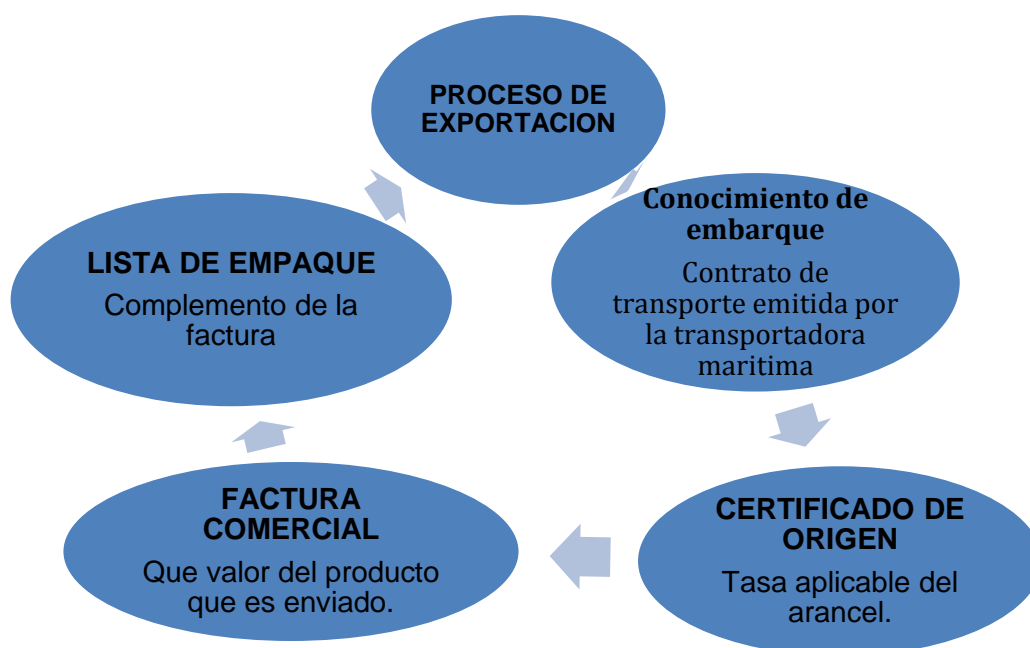 PROCESO DE
EXPORTACION
Conocimiento de
embarque
Contrato de
transporte emitida por
la transportadora
maritima
CERTIFICADO DE
ORIGEN
Tasa aplicable del
arancel.
FACTURA
COMERCIAL
Que valor del producto
que es enviado.
LISTA DE EMPAQUE
Complemento de la
factura